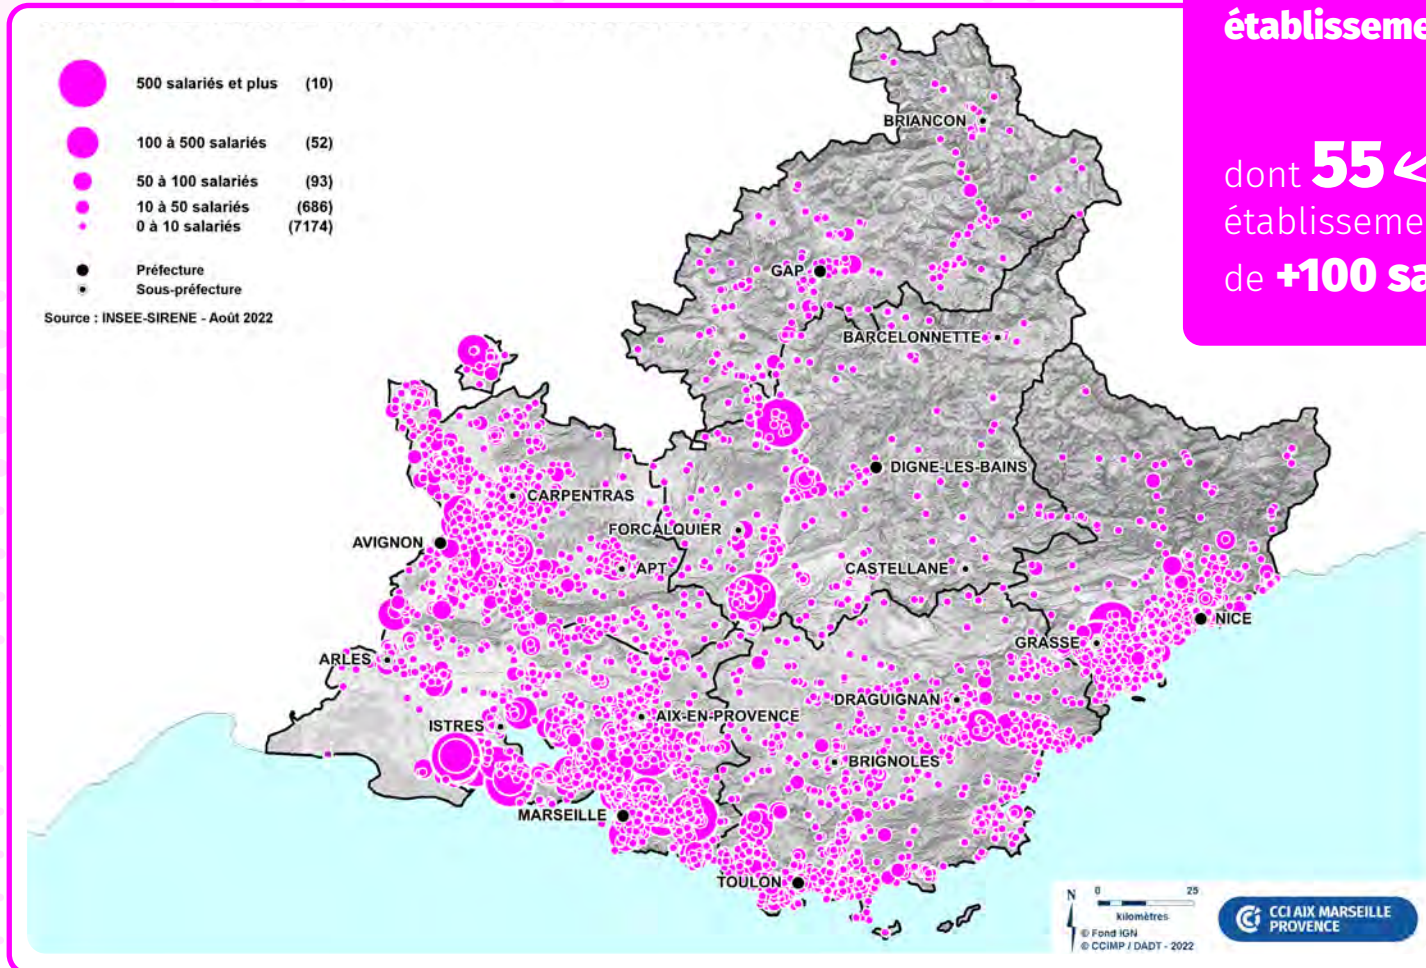 établisseme
dont 55
établisseme
de +100 sa
500 salariés et plus (10)
100 à 500 salariés (52)
50 à 100 salariés (93)
10 à 50 salariés (686)
0 à 10 salariés (7174)
Préfecture
Sous-préfecture
Source : INSEE-SIRENE - Août 2022
BRIANCON
GAP
BARCELONNETTE
DIGNE-LES-BAINS
CARPENTRAS
FORCALQUIER
AVIGNON
APT
CASTELLANE
NICE
GRASSE
ARLES
DRAGUIGNAN
AIX-EN-PROVENCE
ISTRES
BRIGNOLES
MARSEILLE
TOULON
N
0 25
kilomètres
© Fond IGN
© CCIMP / DADT - 2022
CCI AIX MARSEILLE
PROVENCE